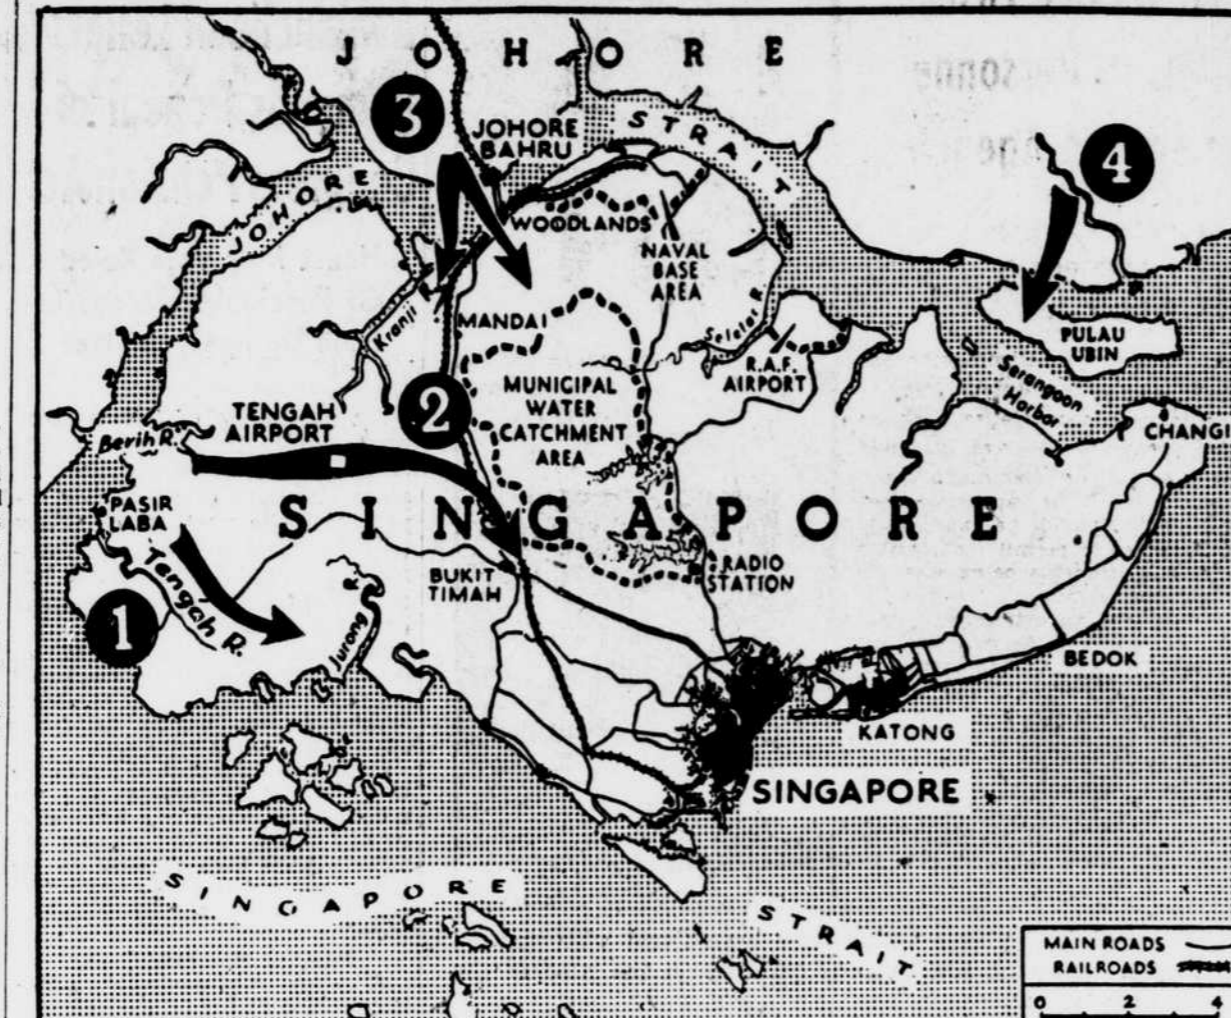 JOHORE
3
JOHORE
BAHRU
STRAIT
4
JOHORE
WOODLANDS
NAVAL
BASE
AREA
Kranji
MANDAI
Seletar R.
R.A.F.
AIRPORT
PULAU
UBIN
Serangoon
Harbor
CHANGI
2
MUNICIPAL
WATER
CATCHMENT
AREA
TENGAH
AIRPORT
Berih R.
PASIR
LABA
SINGAPORE
Tengah R.
1
Jurong
R
BUKIT
TIMAH
RADIO
STATION
BEDOK
KATONG
SINGAPORE
SINGAPORE
STRAIT
MAIN ROADS
RAILROADS
0 2 4